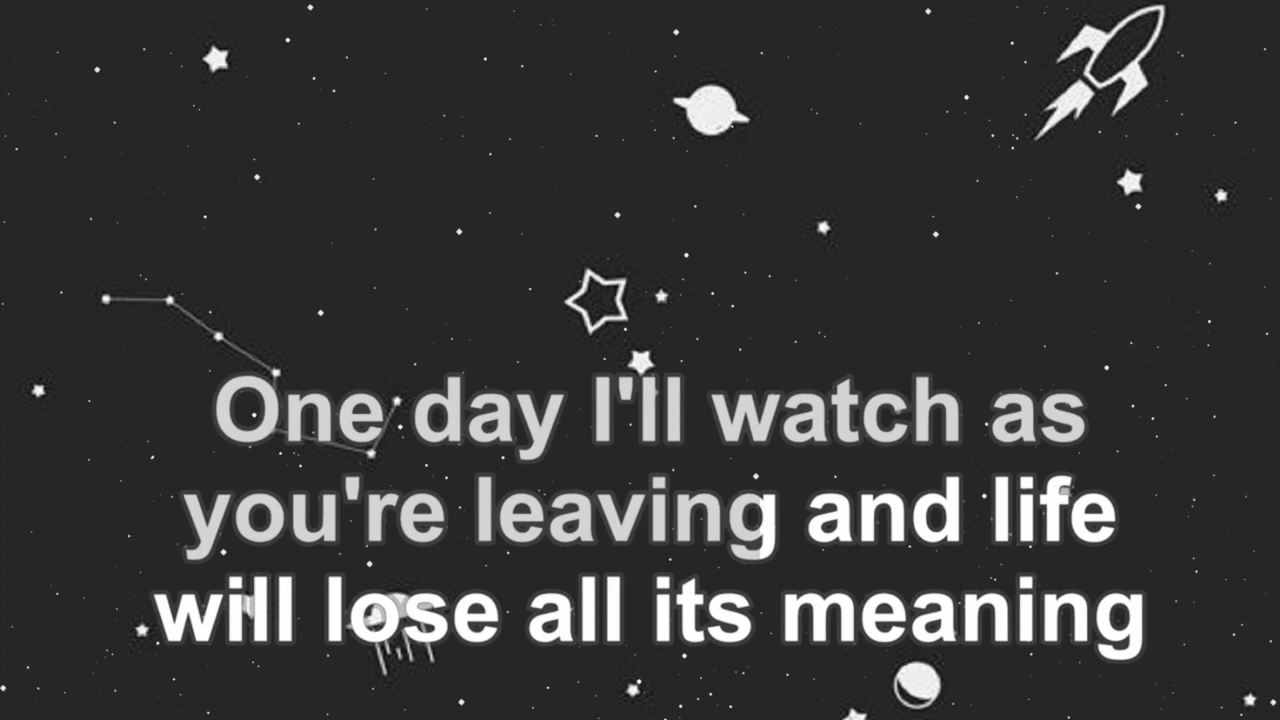 One day I'll watch as
you're leaving and life
will lose all its meaning